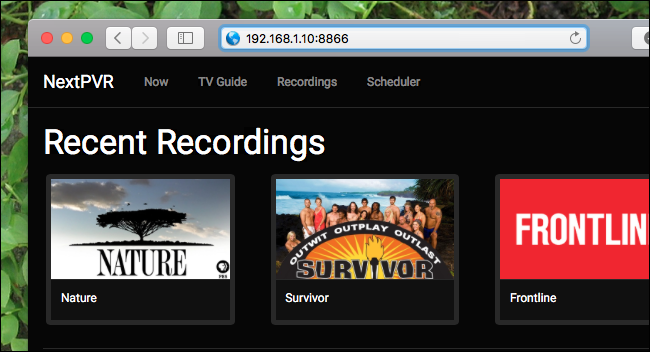 192.168.1.10:8866
NextPVR Now TV Guide Recordings Scheduler
Recent Recordings
NATURE
PBS
OUTWIT OUTPLAY OUTLAST
SURVIVOR
FRONTLIN
Nature
Survivor
Frontline